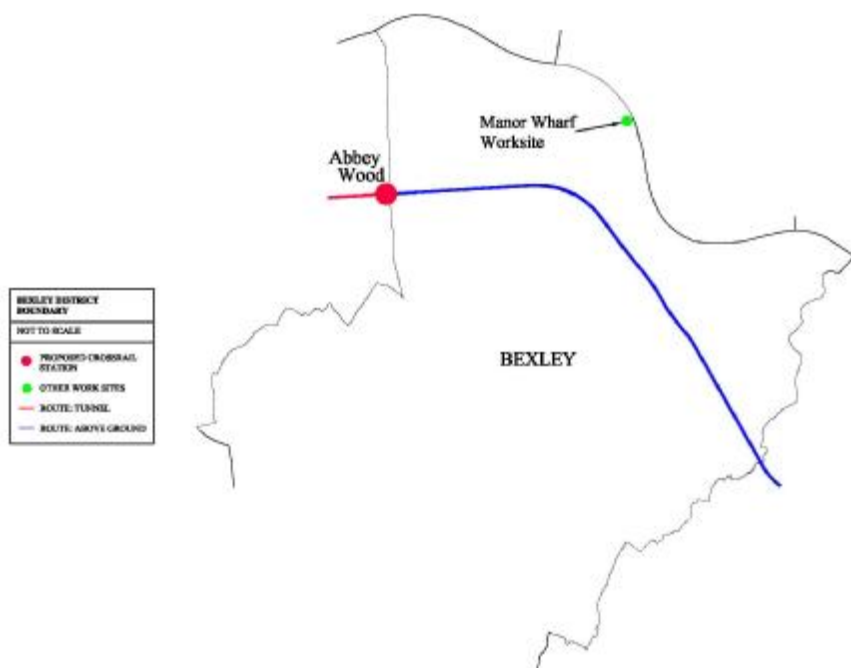 Manor Wharf
Worksite
Abbey
Wood
BEXLEY
BEXLEY DISTRICT
BOUNDARY
NOT TO SCALE
PROPOSED CROSSRAIL
STATION
OTHER WORK SITES
ROUTE: TUNNEL
ROUTE: ABOVE GROUND